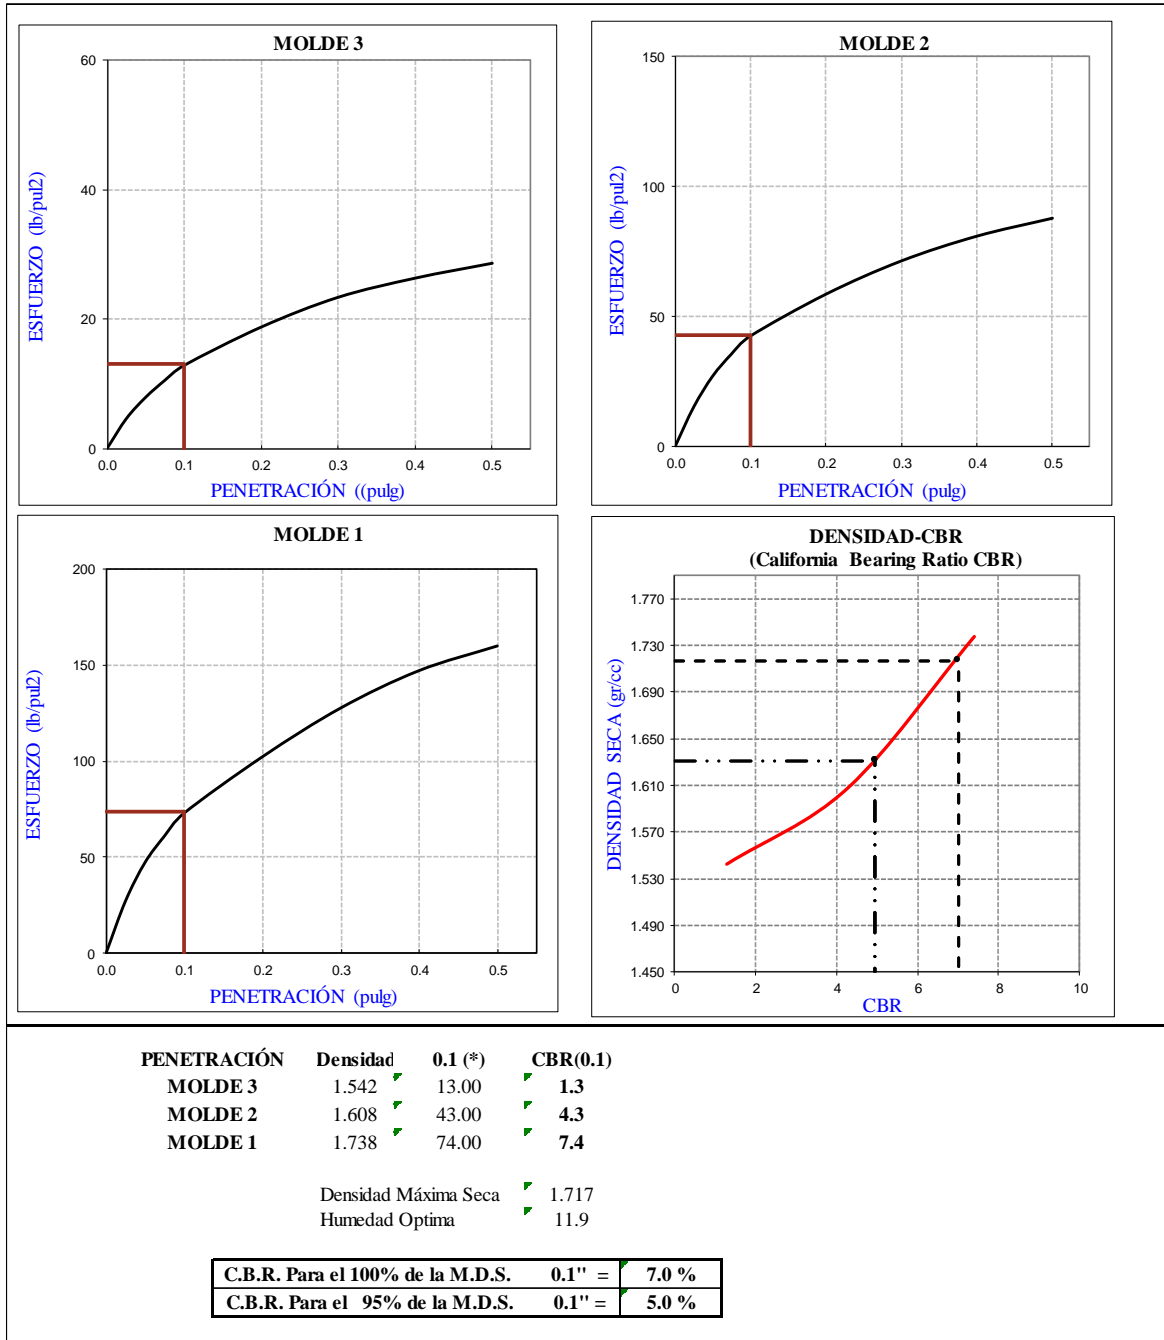 MOLDE 3
60
40
20
0
0.0 0.1 0.2 0.3 0.4 0.5
ESFUERZO (lb/pul2)
PENETRACIÓN ((pulg)
MOLDE 2
150
100
50
0
0.0 0.1 0.2 0.3 0.4 0.5
ESFUERZO (lb/pul2)
PENETRACIÓN (pulg)
MOLDE 1
200
150
100
50
0
0.0 0.1 0.2 0.3 0.4 0.5
ESFUERZO (lb/pul2)
PENETRACIÓN (pulg)
DENSIDAD-CBR
(California Bearing Ratio CBR)
1.770
1.730
1.690
1.650
1.610
1.570
1.530
1.490
1.450
0 2 4 6 8 10
DENSIDAD SECA (gr/cc)
CBR
PENETRACIÓN Densidad 0.1 (*) CBR(0.1)
MOLDE 3 1.542 13.00 1.3
MOLDE 2 1.608 43.00 4.3
MOLDE 1 1.738 74.00 7.4
Densidad Máxima Seca 1.717
Humedad Optima 11.9
C.B.R. Para el 100% de la M.D.S. 0.1" = 7.0 %
C.B.R. Para el 95% de la M.D.S. 0.1" = 5.0 %